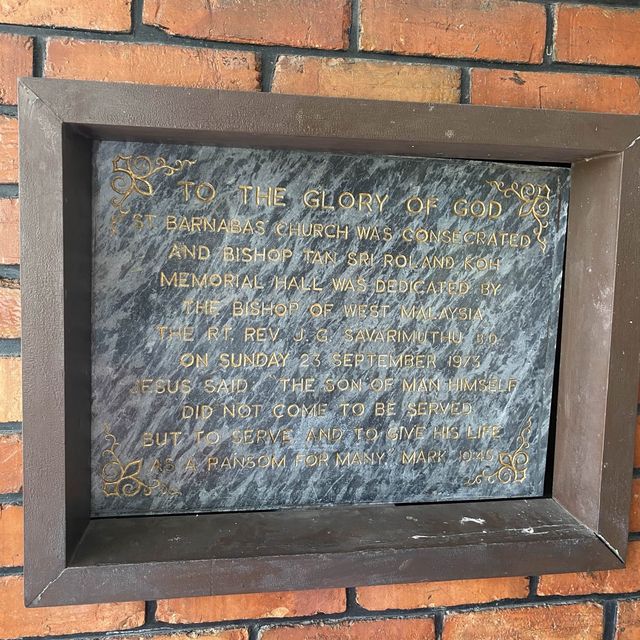 TO THE GLORY OF GOD
ST BARNABAS CHURCH WAS CONSECRATED
AND BISHOP TAN SRI ROLAND KOH
MEMORIAL HALL WAS DEDICATED BY
THE BISHOP OF WEST MALAYSIA
THE RT. REV. J. G. SAVARIMUTHU B.D.
ON SUNDAY 23 SEPTEMBER 1973
JESUS SAID: "THE SON OF MAN HIMSELF
DID NOT COME TO BE SERVED
BUT TO SERVE AND TO GIVE HIS LIFE
AS A RANSOM FOR MANY." MARK 10:45